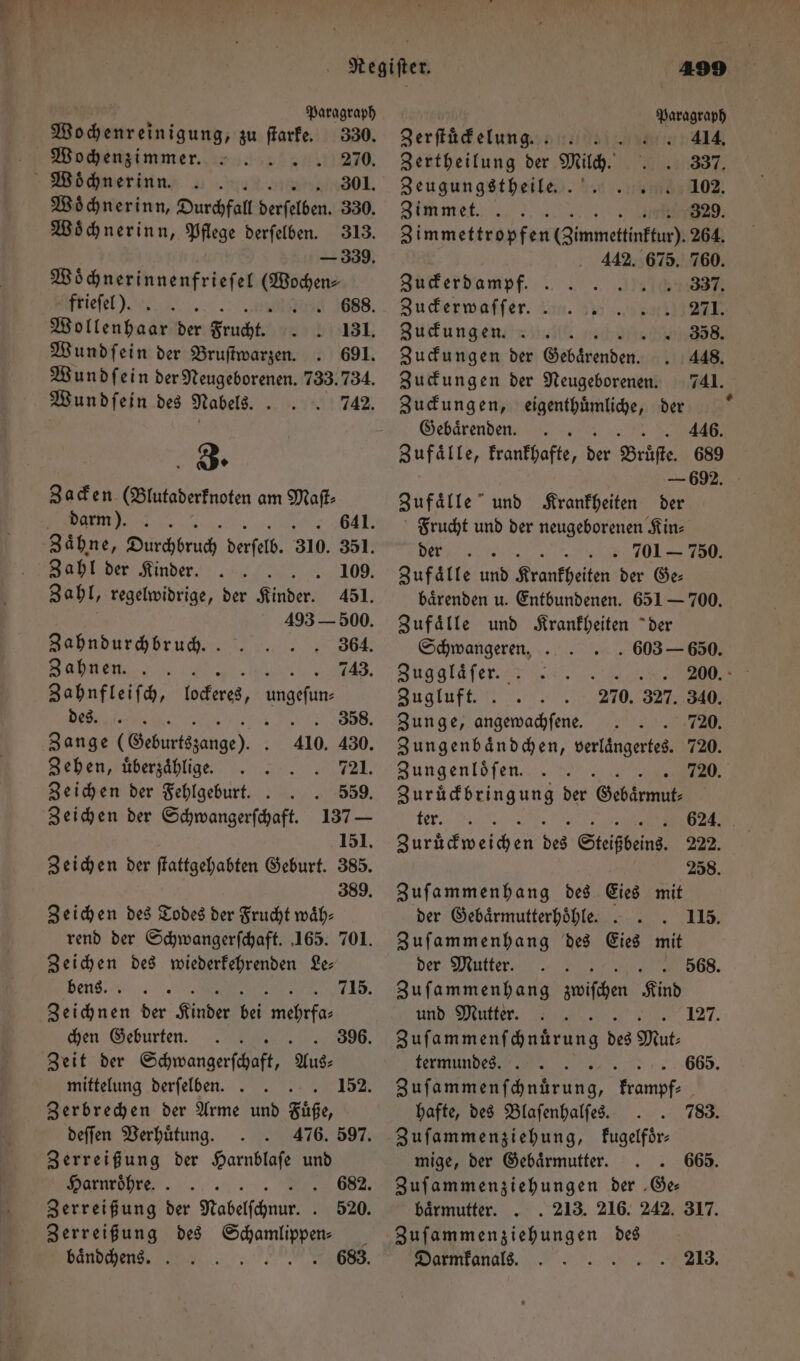 Regiſter. 499
Paragraph
Wochenreinigung, zu ſtarke. 330.
Wochenzimmer. . . . . . 270.
Wöchnerinn. . . . . . . 301.
Wöchnerinn, Durchfall derſelben. 330.
Wöchnerinn, Pflege derſelben. 313.
— 339.
Wöchnerinnenfrieſel (Wochen-
frieſel). . . . . . . . 688.
Wollenhaar der Frucht. . . 131.
Wundſein der Bruſtwarzen. . 691.
Wundſein der Neugeborenen. 733. 734.
Wundſein des Nabels. . . . 742.
Z.
Zacken (Blutaderknoten am Maſt-
darm). . . . . . . . 641.
Zähne, Durchbruch derſelb. 310. 351.
Zahl der Kinder. . . . . . 109.
Zahl, regelwidrige, der Kinder. 451.
493 — 500.
Zahndurchbruch. . . . . . 364.
Zahnen. . . . . . . . 743.
Zahnfleiſch, lockeres, ungeſun-
des. . . . . . . . . 358.
Zange (Geburtszange). . 410. 430.
Zehen, überzählige. . . . . 721.
Zeichen der Fehlgeburt. . . . 559.
Zeichen der Schwangerſchaft. 137 —
151.
Zeichen der ſtattgehabten Geburt. 385.
389.
Zeichen des Todes der Frucht wäh-
rend der Schwangerſchaft. 165. 701.
Zeichen des wiederkehrenden Le-
bens. . . . . . . . . 715.
Zeichnen der Kinder bei mehrfa-
chen Geburten. . . . . . 396.
Zeit der Schwangerſchaft, Aus-
mittelung derſelben. . . . . 152.
Zerbrechen der Arme und Füße,
deſſen Verhütung. . . 476. 597.
Zerreißung der Harnblaſe und
Harnröhre. . . . . . . 682.
Zerreißung der Nabelſchnur. . 520.
Zerreißung des Schamlippen-
bändchens. . . . . . . . 683.
Paragraph
Zerſtückelung. . . . . . . 414.
Zertheilung der Milch. . . . 337.
Zeugungstheile. . . . . . 102.
Zimmet. . . . . . . . 329.
Zimmettropfen (Zimmettinktur). 264.
442. 675. 760.
Zuckerdampf. . . . . . . 337.
Zuckerwaſſer. . . . . . . 271.
Zuckungen. . . . . . . . 358.
Zuckungen der Gebärenden. . 448.
Zuckungen der Neugeborenen. 741.
Zuckungen, eigenthümliche, der
Gebärenden. . . . . . . 446.
Zufälle, krankhafte, der Brüſte. 689
— 692.
Zufälle und Krankheiten der
Frucht und der neugeborenen Kin-
der . . . . . . . 701 — 750.
Zufälle und Krankheiten der Ge-
bärenden u. Entbundenen. 651 — 700.
Zufälle und Krankheiten der
Schwangeren. . . . . 603 — 650.
Zuggläſer. . . . . . . . 200.
Zugluft. . . . . 270. 327. 340.
Zunge, angewachſene. . . . 720.
Zungenbändchen, verlängertes. 720.
Zungenlöſen. . . . . . . 720.
Zurückbringung der Gebärmut-
ter. . . . . . . . . 624.
Zurückweichen des Steißbeins. 222.
258.
Zuſammenhang des Eies mit
der Gebärmutterhöhle. . . . 115.
Zuſammenhang des Eies mit
der Mutter. . . . . . . 568.
Zuſammenhang zwiſchen Kind
und Mutter. . . . . . . 127.
Zuſammenſchnürung des Mut-
termundes. . . . . . . 665.
Zuſammenſchnürung, krampf-
hafte, des Blaſenhalſes. . . 783.
Zuſammenziehung, kugelför-
mige, der Gebärmutter. . . 665.
Zuſammenziehungen der Ge-
bärmutter. . . 213. 216. 242. 317.
Zuſammenziehungen des
Darmkanals. . . . . . . 213.